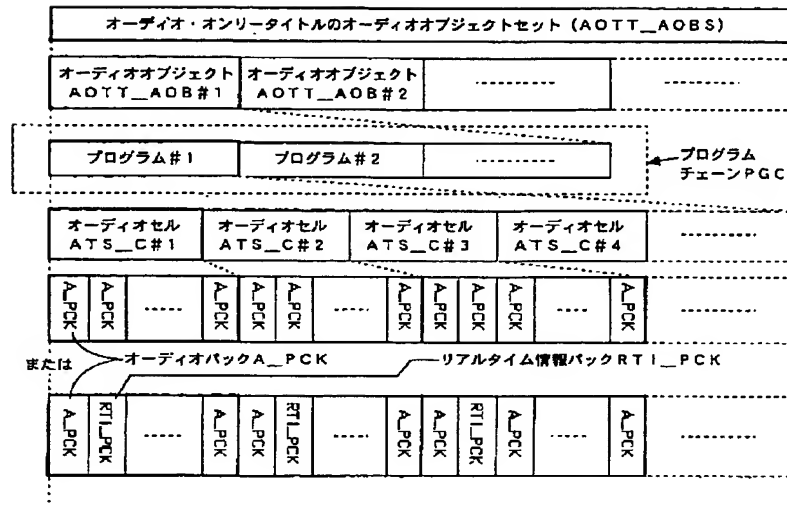 オーディオ・オンリータイトルのオーディオオブジェクトセット(AOTT_AOBS)
オーディオオブジェクト
AOTT_AOB#1
オーディオオブジェクト
AOTT_AOB#2
プログラム#1
プログラム#2
プログラム
チェーンPGC
オーディオセル
ATS_C#1
オーディオセル
ATS_C#2
オーディオセル
ATS_C#3
オーディオセル
ATS_C#4
A_PCK
A_PCK
A_PCK
A_PCK
A_PCK
A_PCK
A_PCK
A_PCK
A_PCK
または
オーディオパックA_PCK
リアルタイム情報パックRTI_PCK
A_PCK
RTI_PCK
A_PCK
A_PCK
RTI_PCK
A_PCK
A_PCK
RTI_PCK
A_PCK
A_PCK